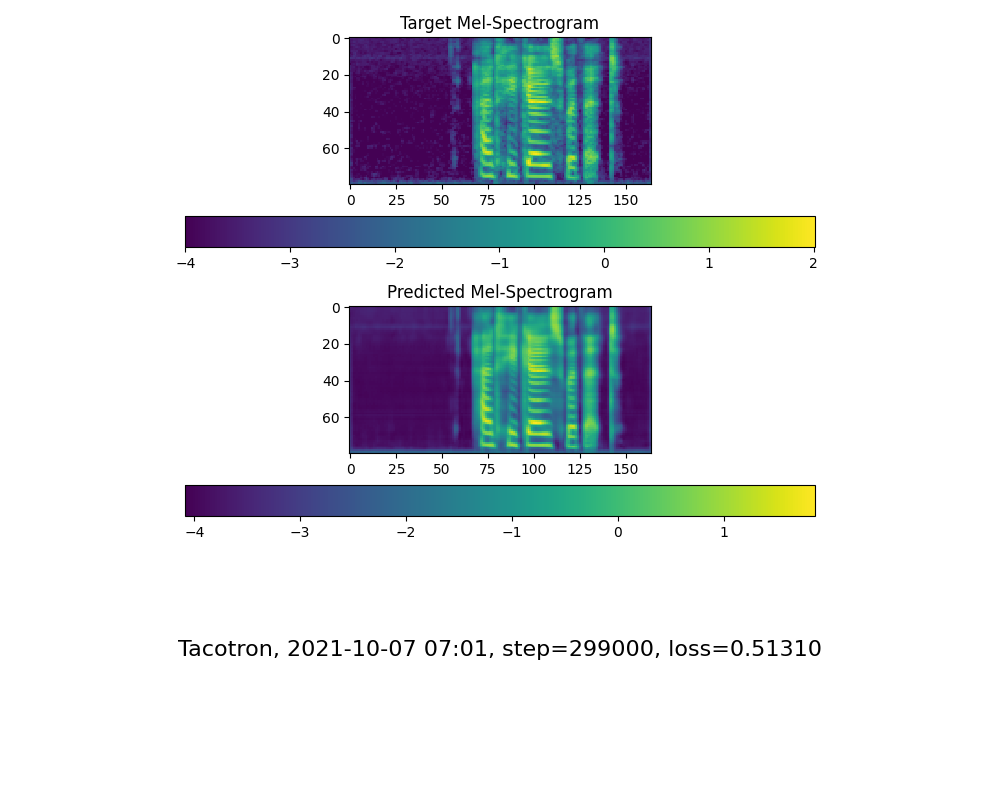 Target Mel-Spectrogram
0
20
40
60
0 25 50 75 100 125 150
−4 −3 −2 −1 0 1 2
Predicted Mel-Spectrogram
0
20
40
60
0 25 50 75 100 125 150
−4 −3 −2 −1 0 1
Tacotron, 2021-10-07 07:01, step=299000, loss=0.51310